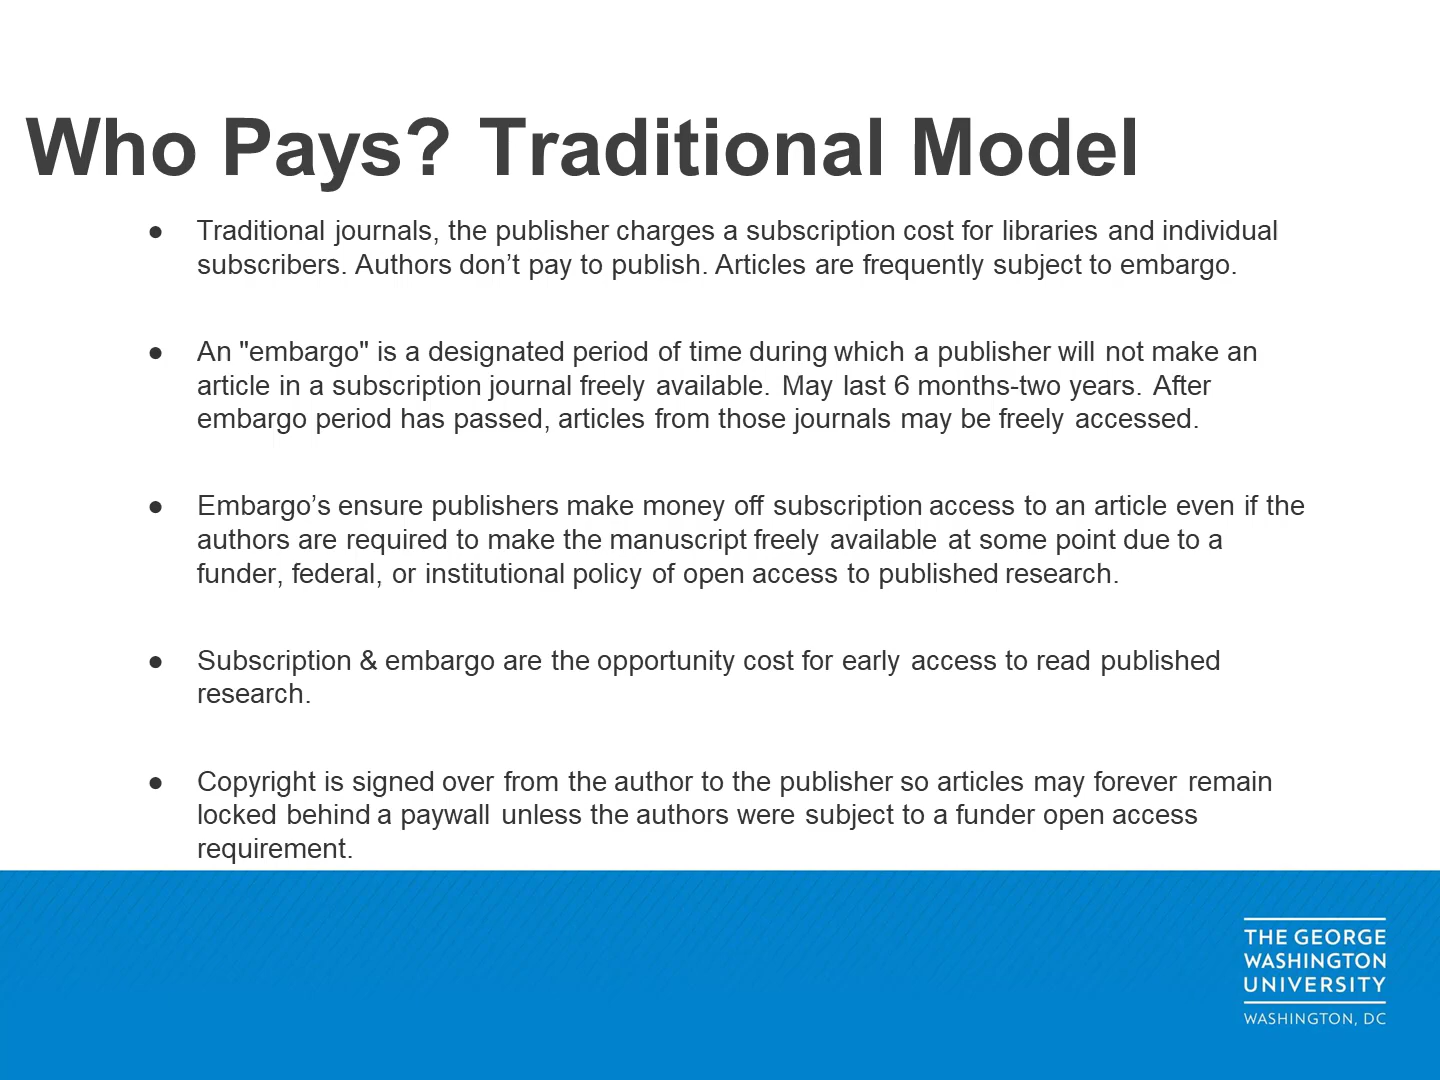 Who Pays? Traditional Model
● Traditional journals, the publisher charges a subscription cost for libraries and individual
subscribers. Authors don’t pay to publish. Articles are frequently subject to embargo.
● An "embargo" is a designated period of time during which a publisher will not make an
article in a subscription journal freely available. May last 6 months-two years. After
embargo period has passed, articles from those journals may be freely accessed.
● Embargo’s ensure publishers make money off subscription access to an article even if the
authors are required to make the manuscript freely available at some point due to a
funder, federal, or institutional policy of open access to published research.
● Subscription & embargo are the opportunity cost for early access to read published
research.
● Copyright is signed over from the author to the publisher so articles may forever remain
locked behind a paywall unless the authors were subject to a funder open access
requirement.
THE GEORGE
WASHINGTON
UNIVERSITY
WASHINGTON, DC